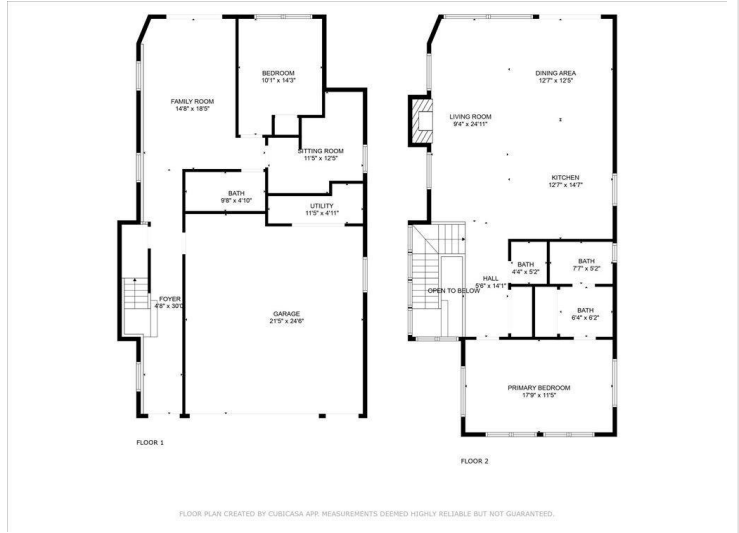 BEDROOM
10'1" x 14'3"
FAMILY ROOM
14'8" x 18'5"
SITTING ROOM
11'5" x 12'5"
BATH
9'8" x 4'10"
UTILITY
11'5" x 4'11"
FOYER
4'8" x 30'0"
GARAGE
21'5" x 24'6"
FLOOR 1
DINING AREA
12'7" x 12'5"
LIVING ROOM
9'4" x 24'11"
KITCHEN
12'7" x 14'7"
BATH
4'4" x 5'2"
BATH
7'7" x 5'2"
HALL
5'6" x 14'1"
OPEN TO BELOW
BATH
6'4" x 6'2"
PRIMARY BEDROOM
17'9" x 11'5"
FLOOR 2
FLOOR PLAN CREATED BY CUBICASA APP. MEASUREMENTS DEEMED HIGHLY RELIABLE BUT NOT GUARANTEED.